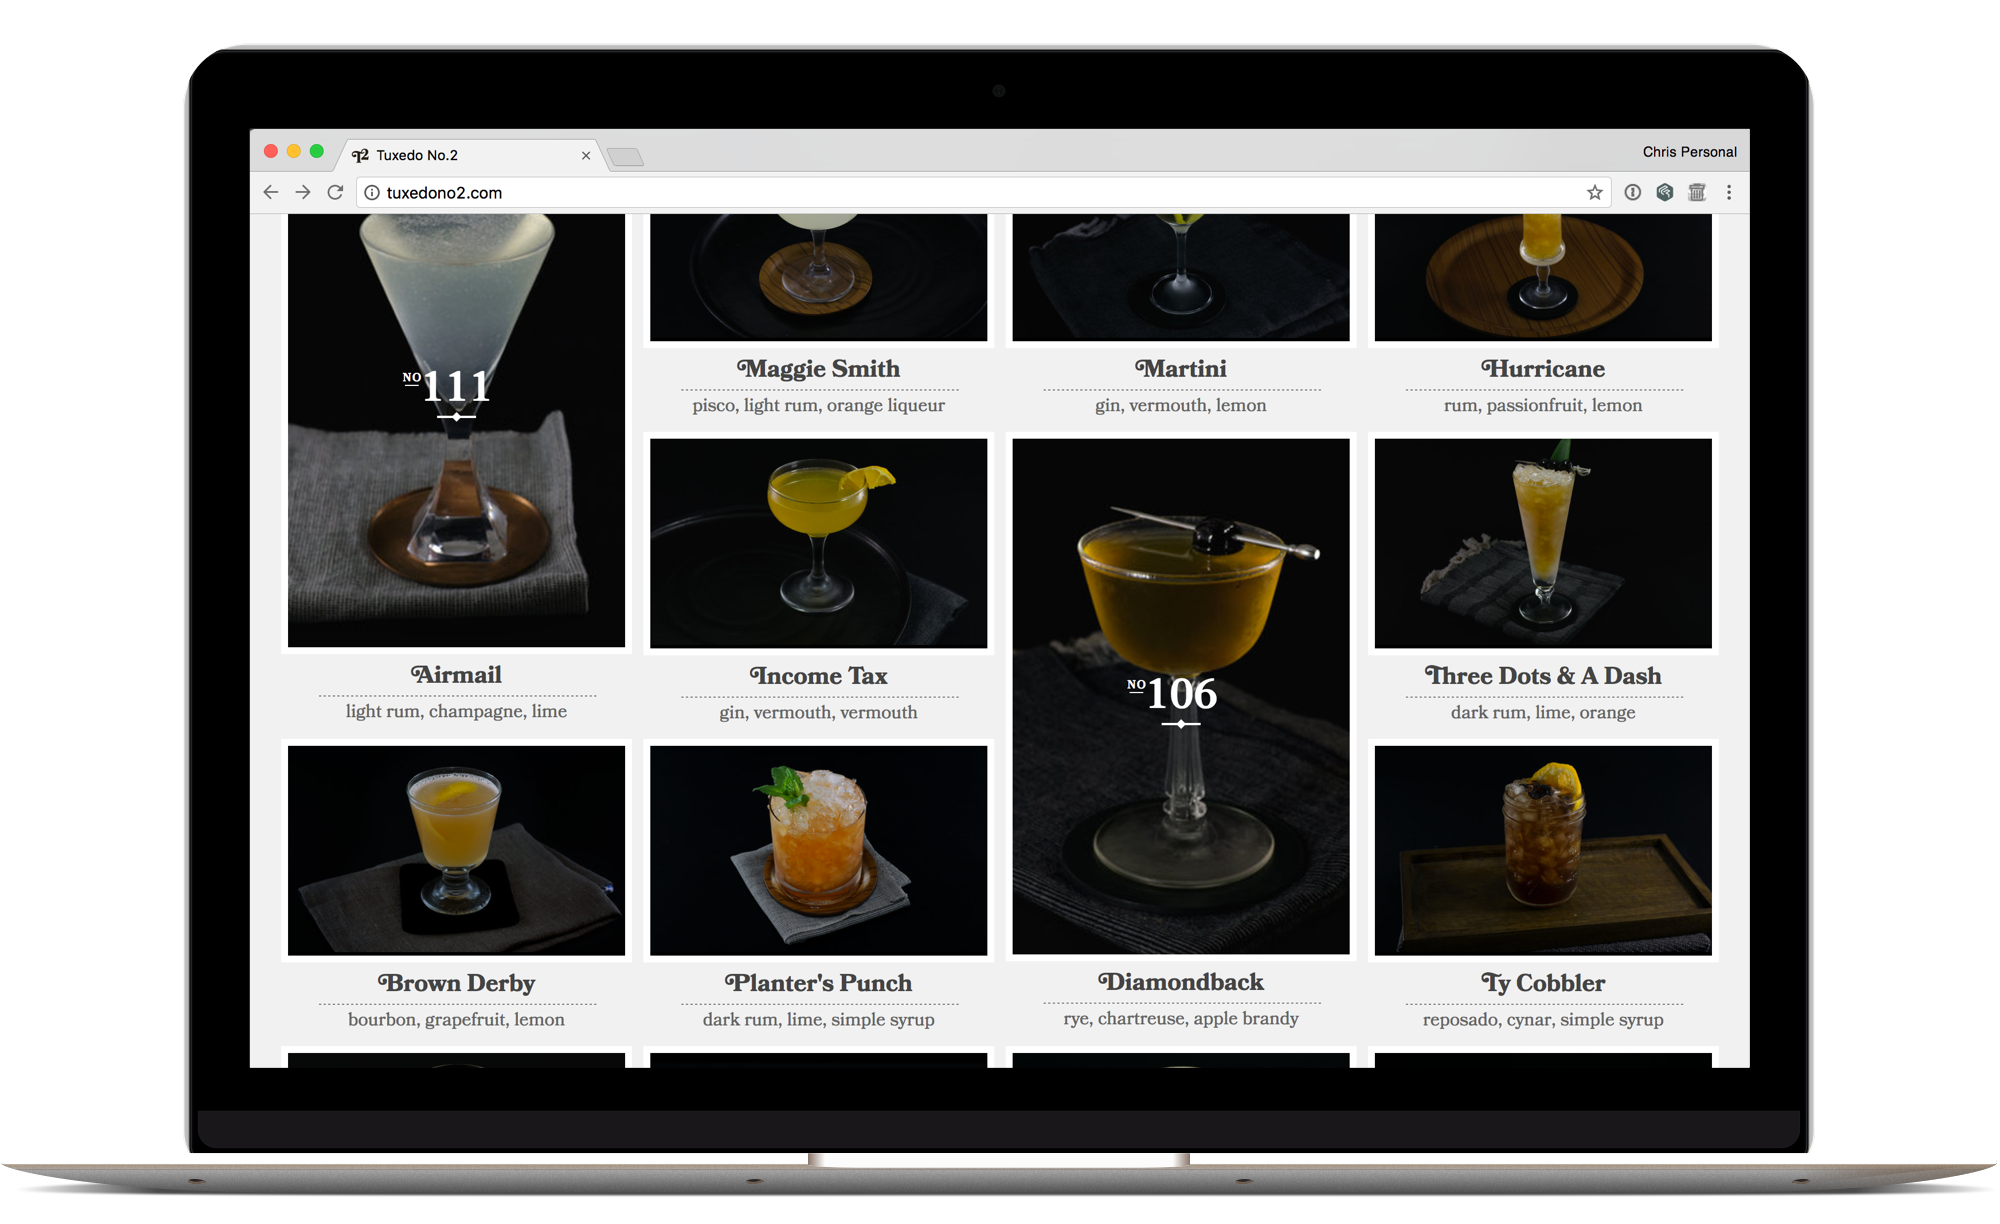 T2 Tuxedo No.2
Chris Personal
tuxedono2.com
NO 111
Maggie Smith
pisco, light rum, orange liqueur
Martini
gin, vermouth, lemon
Hurricane
rum, passionfruit, lemon
Airmail
light rum, champagne, lime
Income Tax
gin, vermouth, vermouth
NO 106
Three Dots & A Dash
dark rum, lime, orange
Brown Derby
bourbon, grapefruit, lemon
Planter's Punch
dark rum, lime, simple syrup
Diamondback
rye, chartreuse, apple brandy
Ty Cobbler
reposado, cynar, simple syrup